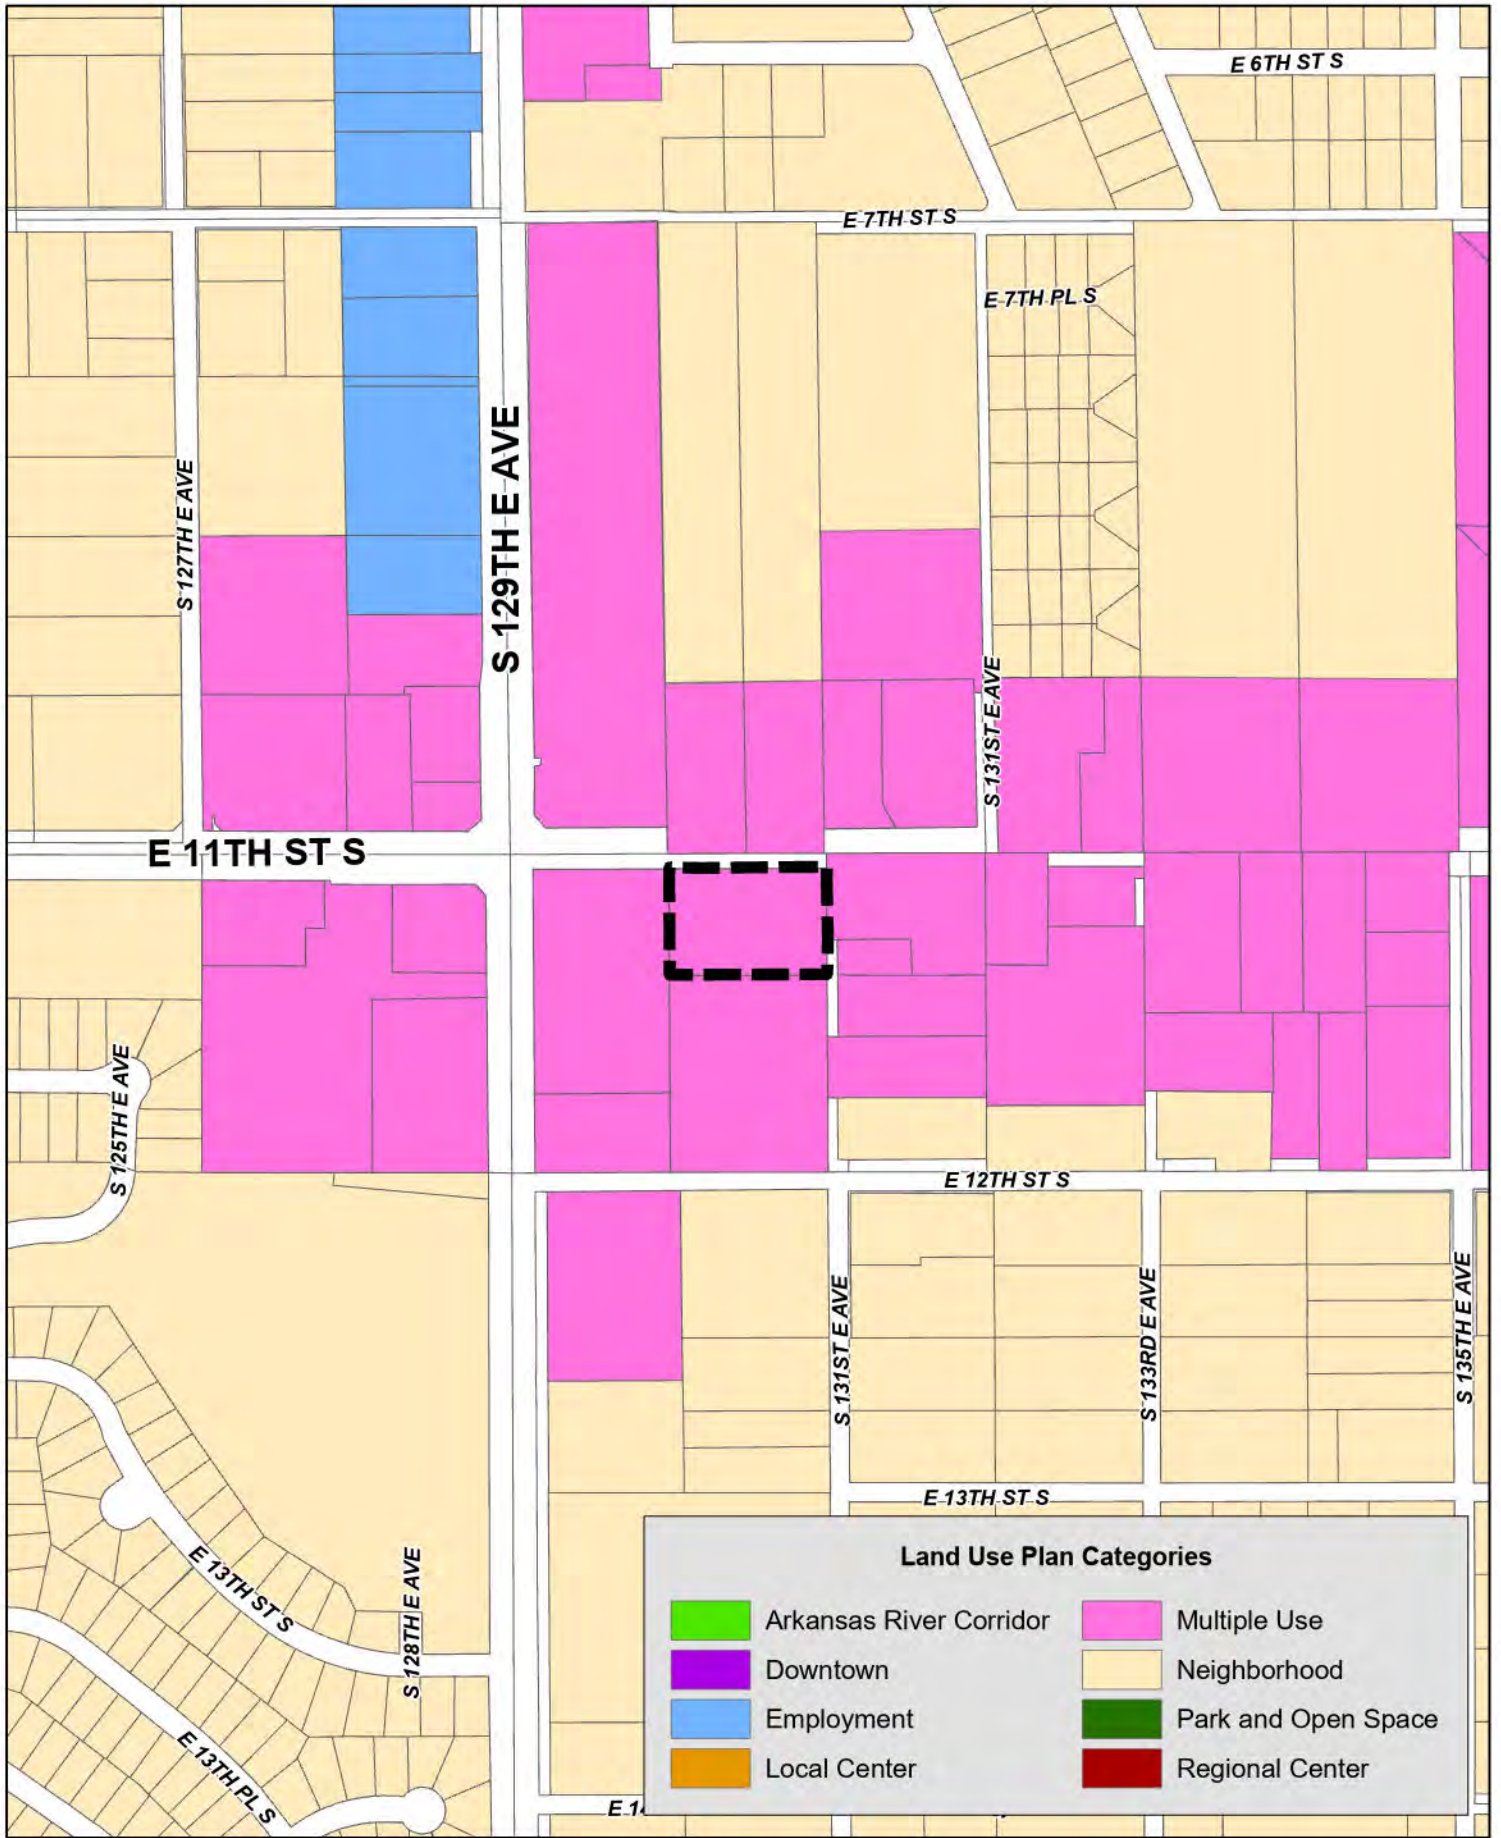 E 6TH ST S
E 7TH ST S
E 7TH PL S
S 129TH E AVE
S 127TH E AVE
S 131ST E AVE
E 11TH ST S
S 125TH E AVE
E 12TH ST S
S 131ST E AVE
S 133RD E AVE
S 135TH E AVE
E 13TH ST S
E 13TH ST S
S 128TH E AVE
E 13TH PL S
E 14
Land Use Plan Categories
Arkansas River Corridor
Multiple Use
Downtown
Neighborhood
Employment
Park and Open Space
Local Center
Regional Center